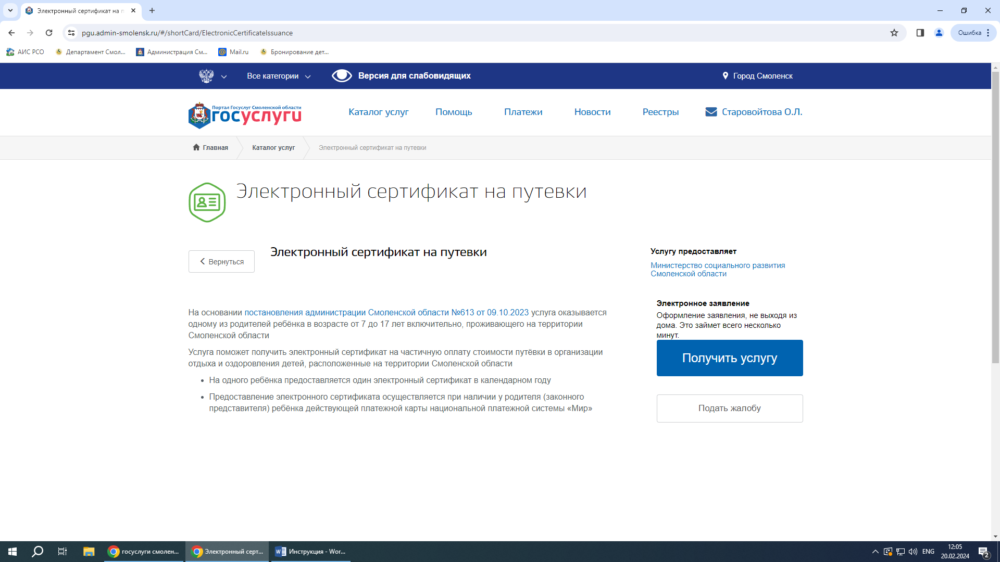 Электронный сертификат на п
pgu.admin-smolensk.ru/#/shortCard/ElectronicCertificateIssuance
Ошибка
АИС РСО
Департамент Смол...
Администрация См...
Mail.ru
Бронирование дет...
Все категории
Версия для слабовидящих
Город Смоленск
Портал Госуслуг Смоленской области
госуслуги
Каталог услуг
Помощь
Платежи
Новости
Реестры
Старовойтова О.Л.
Главная
Каталог услуг
Электронный сертификат на путевки
Электронный сертификат на путевки
Вернуться
Электронный сертификат на путевки
На основании постановления администрации Смоленской области №613 от 09.10.2023 услуга оказывается
одному из родителей ребёнка в возрасте от 7 до 17 лет включительно, проживающего на территории
Смоленской области
Услуга поможет получить электронный сертификат на частичную оплату стоимости путёвки в организации
отдыха и оздоровления детей, расположенные на территории Смоленской области
• На одного ребёнка предоставляется один электронный сертификат в календарном году
• Предоставление электронного сертификата осуществляется при наличии у родителя (законного
представителя) ребёнка действующей платежной карты национальной платежной системы «Мир»
Услугу предоставляет
Министерство социального развития
Смоленской области
Электронное заявление
Оформление заявления, не выходя из
дома. Это займет всего несколько
минут.
Получить услугу
Подать жалобу
госуслуги смолен...
Электронный серт...
Инструкция - Wor...
ENG
12:05
20.02.2024
2